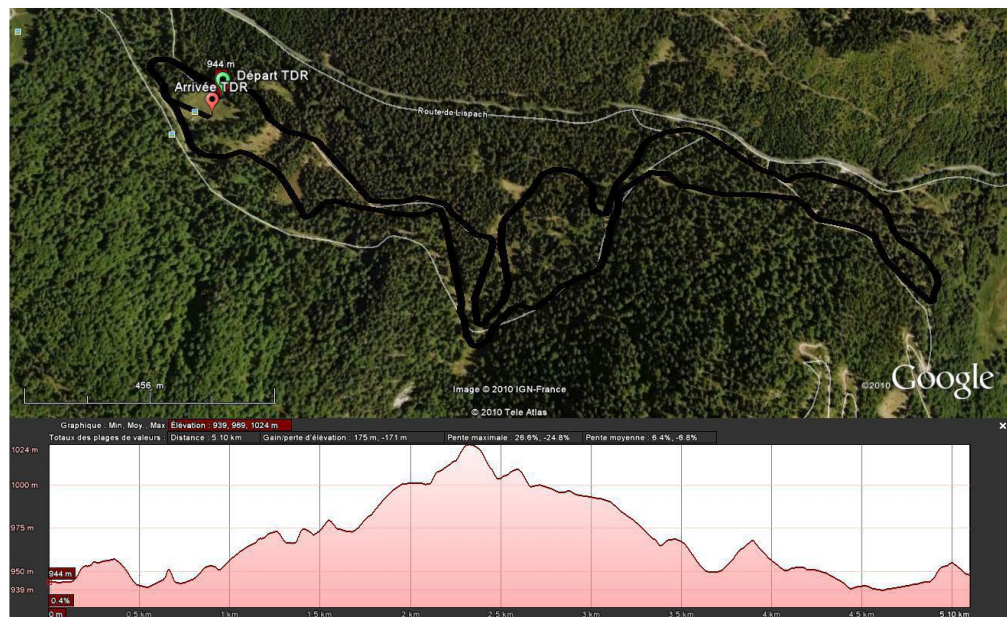 944 m
Départ TDR
Arrivée TDR
Route de Lispach
456 m
Image © 2010 IGN-France
© 2010 Tele Atlas
©2010 Google
Graphique : Min, Moy., Max Élévation : 939, 969, 1024 m
Totaux des plages de valeurs : Distance : 5.10 km Gain/perte d'élévation : 175 m, -171 m Pente maximale : 26.6%, -24.8% Pente moyenne : 6.4%, -6.8%
1024 m
1000 m
975 m
950 m
939 m
944 m
0.4%
0 m 0.5 km 1 km 1.5 km 2 km 2.5 km 3 km 3.5 km 4 km 4.5 km 5.10 km